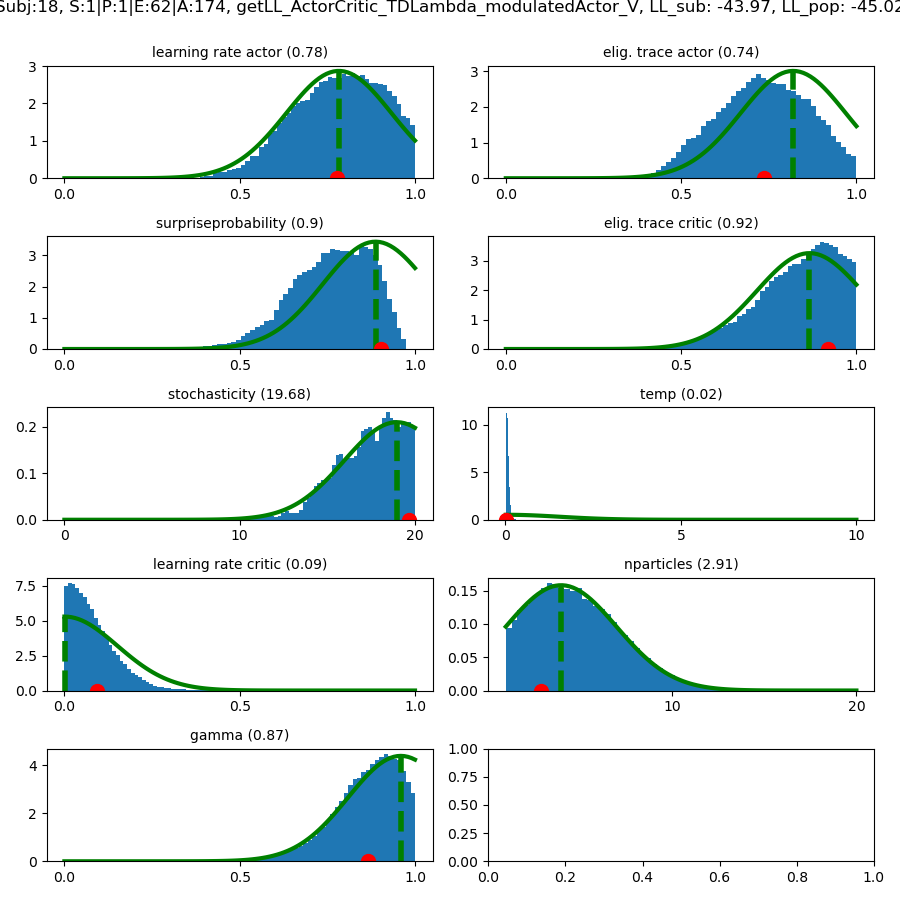 Subj:18, S:1|P:1|E:62|A:174, getLL_ActorCritic_TDLambda_modulatedActor_V, LL_sub: -43.97, LL_pop: -45.02
learning rate actor (0.78)
elig. trace actor (0.74)
3
2
1
0
0.0 0.5 1.0
3
2
1
0
0.0 0.5 1.0
surpriseprobability (0.9)
elig. trace critic (0.92)
3
2
1
0
0.0 0.5 1.0
3
2
1
0
0.0 0.5 1.0
stochasticity (19.68)
temp (0.02)
0.2
0.1
0.0
0 10 20
10
5
0
0 5 10
learning rate critic (0.09)
nparticles (2.91)
7.5
5.0
2.5
0.0
0.0 0.5 1.0
0.15
0.10
0.05
0.00
10 20
gamma (0.87)
4
2
0
0.0 0.5 1.0
1.00
0.75
0.50
0.25
0.00
0.0 0.2 0.4 0.6 0.8 1.0